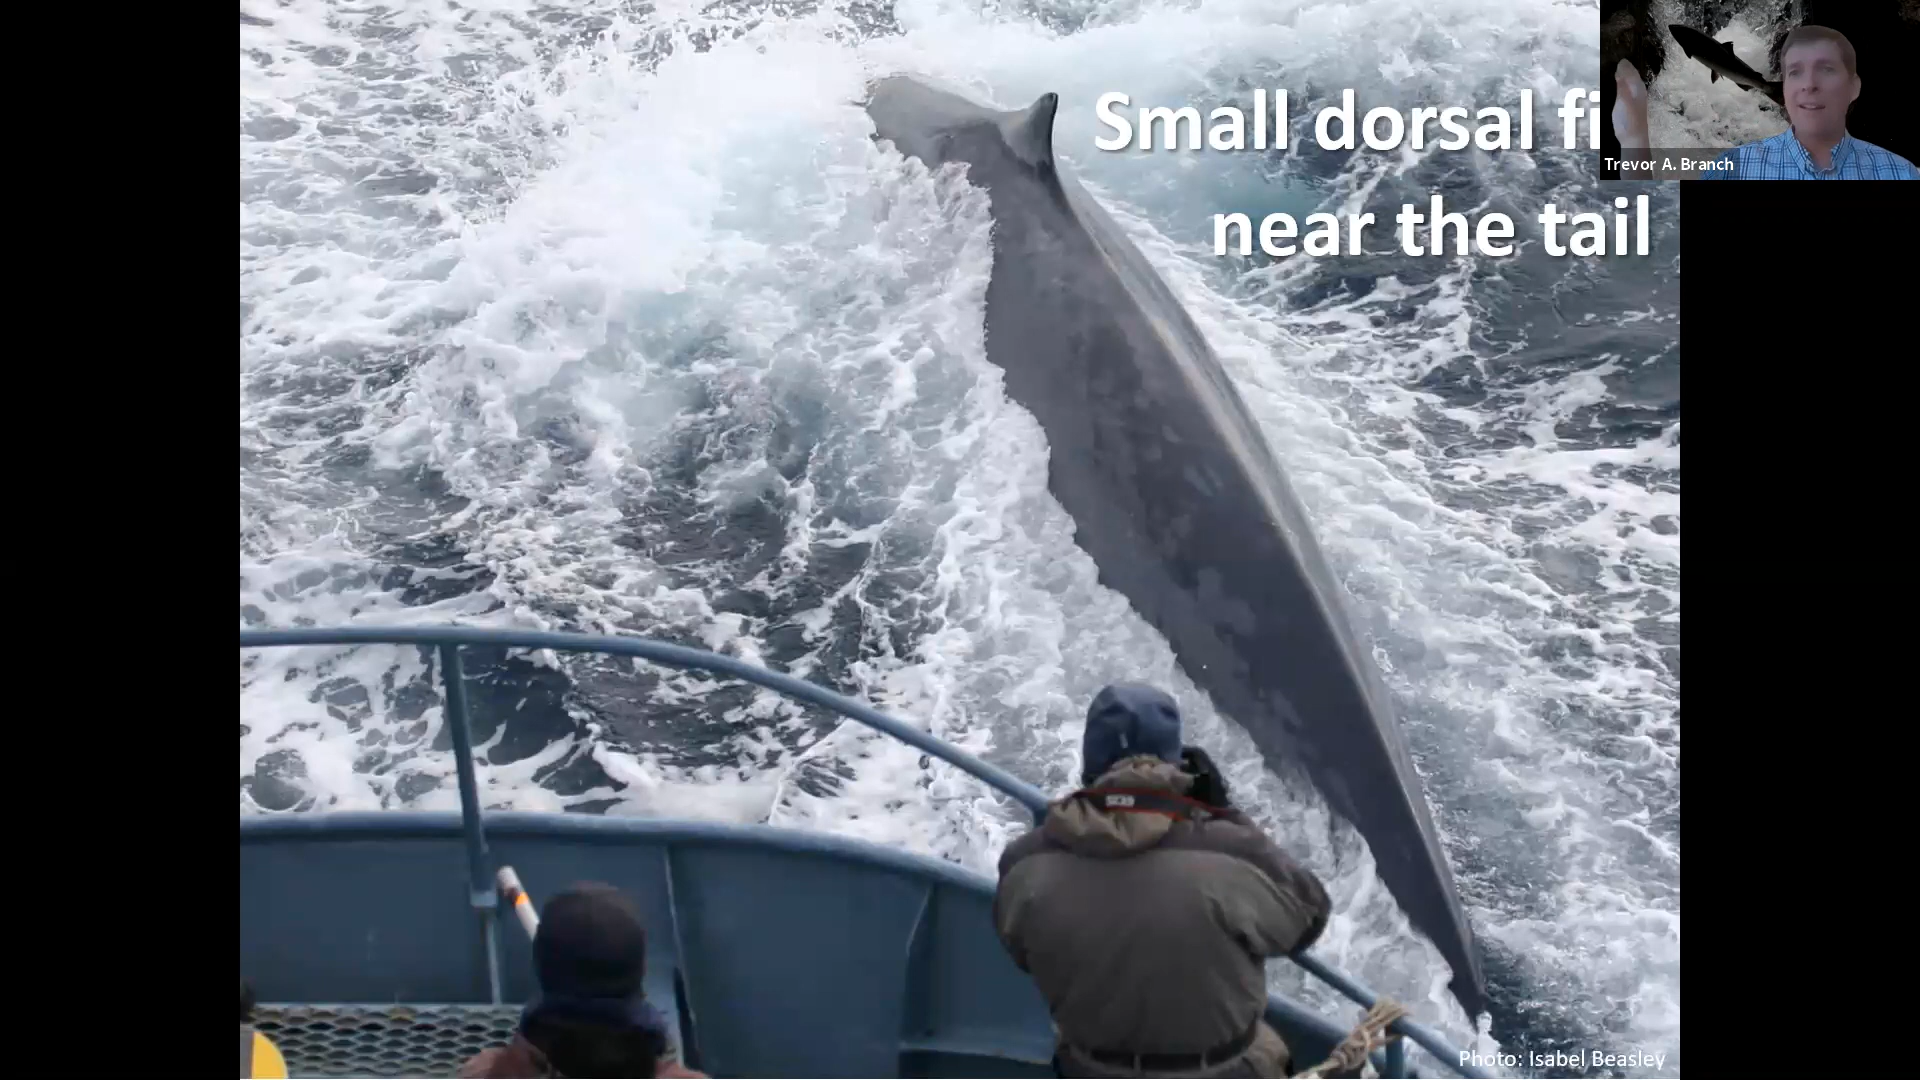 Small dorsal fi
near the tail
Trevor A. Branch
Photo: Isabel Beasley